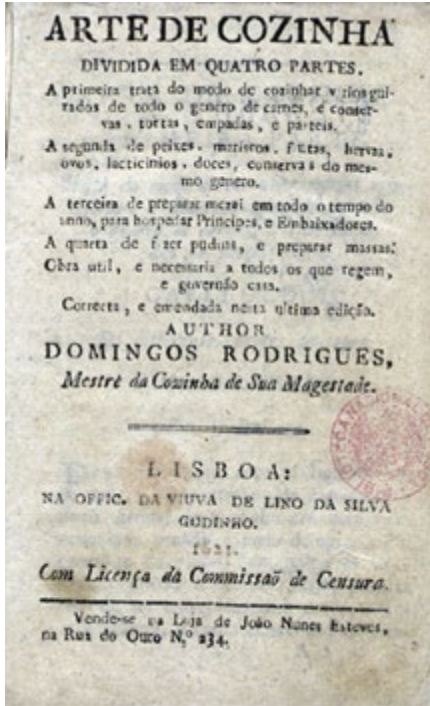 ARTE DE COZINHA
DIVIDIDA EM QUATRO PARTES.
A primeira trata do modo de cozinhar varios gui-
zados de todo o genero de carnes, e conser-
vas, tortas, empadas, e pasteis.
A segunda de peixes, mariscos, frutas, hervas,
ovos, lacticinios, doces, conservas do mes-
mo genero.
A terceira de preparar mezas em todo o tempo do
anno, para hospedar Principes, e Embaixadores.
A quarta de fazer pudins, e preparar massas.
Obra util, e necessaria a todos os que regem,
e governão casa.
Correcta, e emendada nesta ultima edição.
AUTHOR
DOMINGOS RODRIGUES,
Mestre da Cozinha de Sua Magestade.
LISBOA:
NA OFFIC. DA VIUVA DE LINO DA SILVA
GODINHO.
Com Licença da Commissaõ de Censura.
Vende-se na Loja de João Nunes Esteves,
na Rua do Ouro N.º 234.